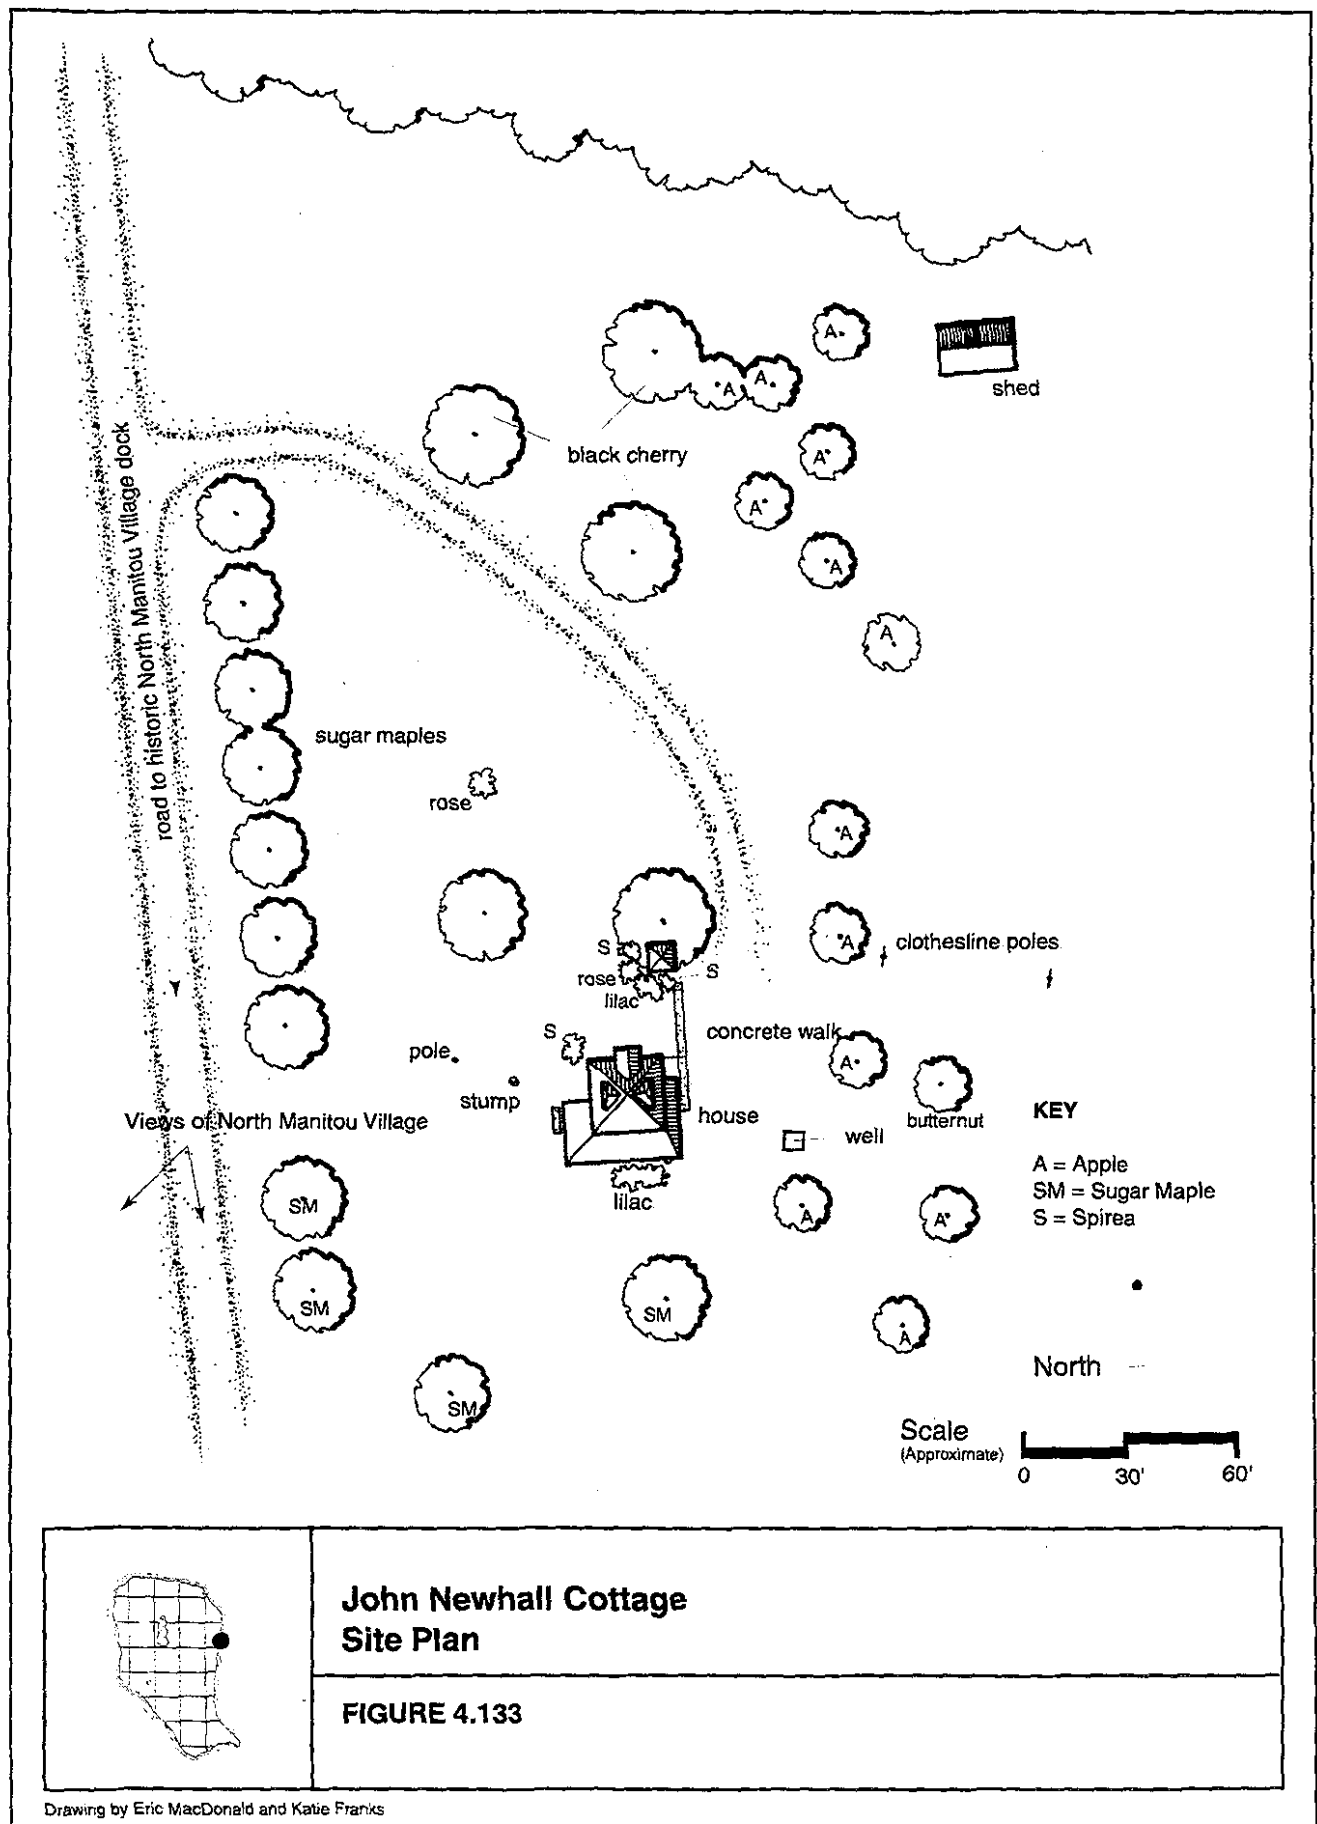 A
A
A
shed
black cherry
A
A
A
A
road to historic North Manitou Village dock
sugar maples
rose
A
A
clothesline poles
S
rose
S
lilac
S
concrete walk
A
pole
stump
house
butternut
well
KEY
Views of North Manitou Village
A = Apple
SM = Sugar Maple
S = Spirea
lilac
SM
A
A
SM
SM
A
SM
North
Scale
(Approximate)
0 30' 60'
John Newhall Cottage
Site Plan
FIGURE 4.133
Drawing by Eric MacDonald and Katie Franks